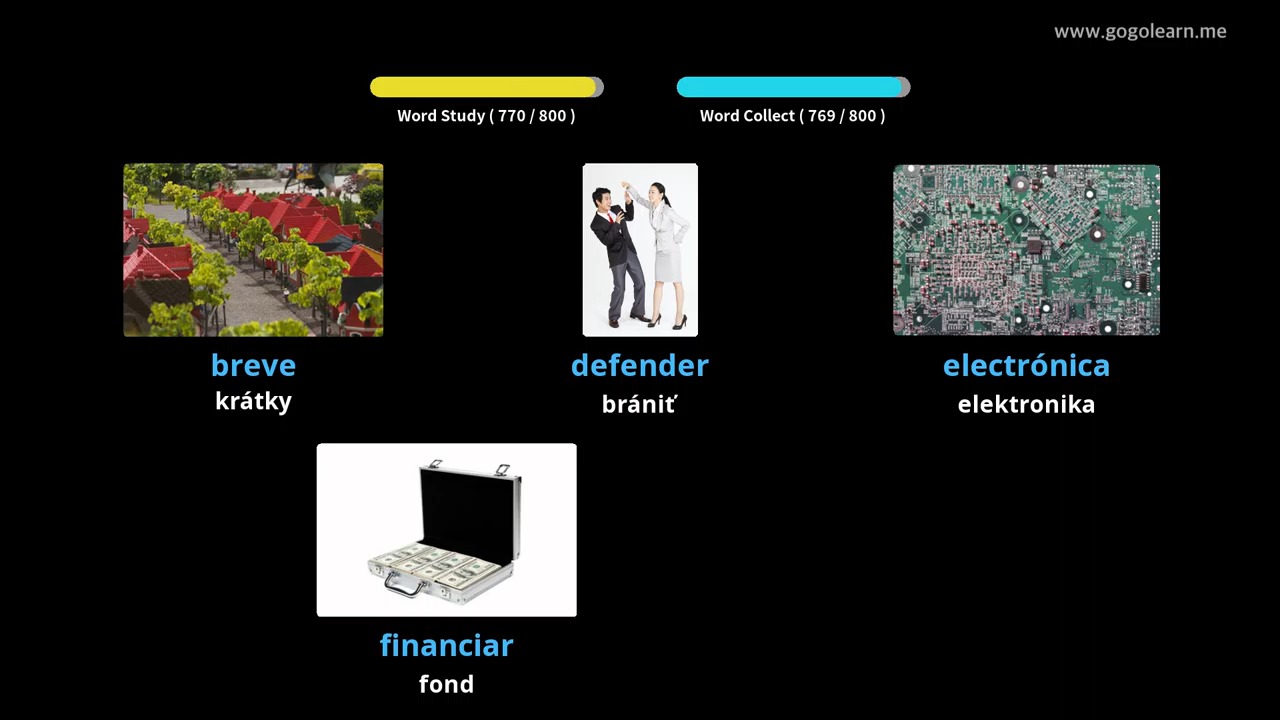 www.gogolearn.me
Word Study ( 770 / 800 )
Word Collect ( 769 / 800 )
breve
krátky
defender
brániť
electrónica
elektronika
financiar
fond